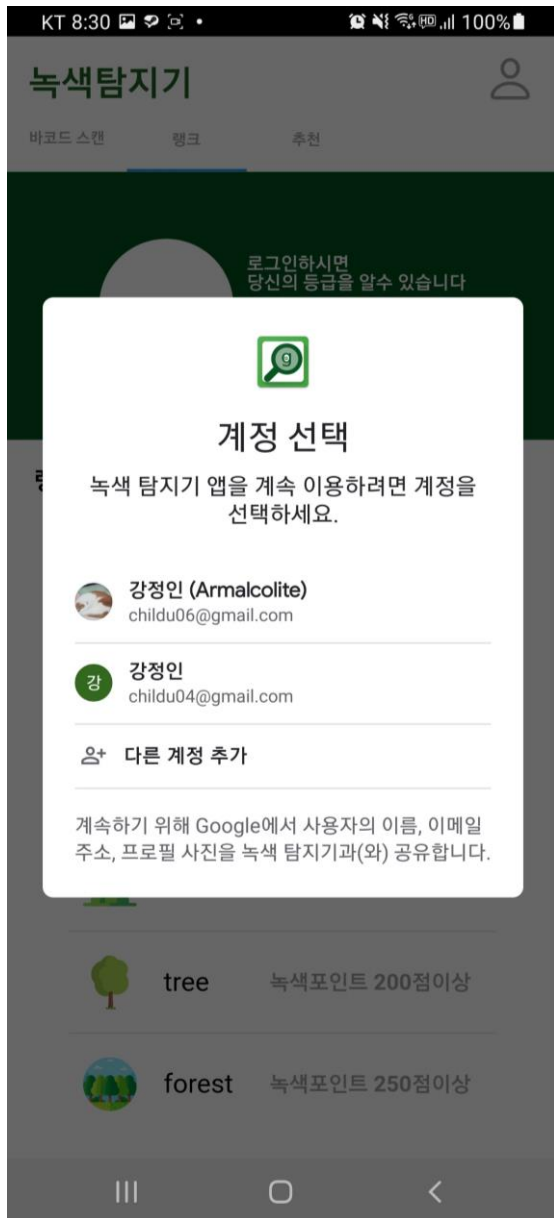 KT 8:30
HD 100%
녹색탐지기
바코드 스캔 랭크 추천
로그인하시면
당신의 등급을 알수 있습니다
g
계정 선택
녹색 탐지기 앱을 계속 이용하려면 계정을
선택하세요.
강정인 (Armalcolite)
childu06@gmail.com
강 강정인
childu04@gmail.com
다른 계정 추가
계속하기 위해 Google에서 사용자의 이름, 이메일
주소, 프로필 사진을 녹색 탐지기과(와) 공유합니다.
tree 녹색포인트 200점이상
forest 녹색포인트 250점이상